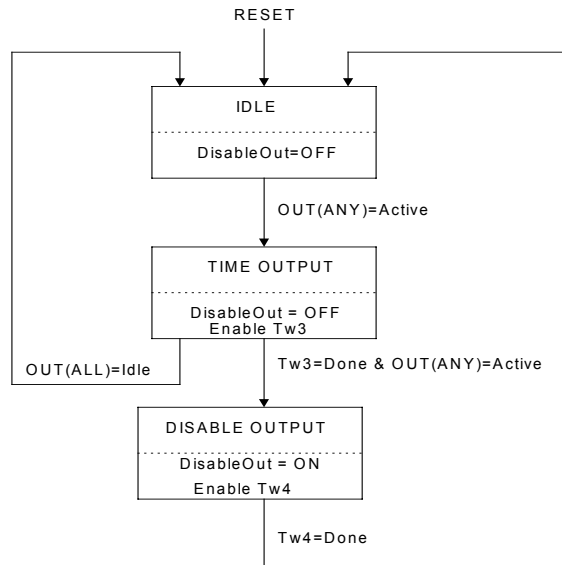 RESET
IDLE
DisableOut=OFF
OUT(ANY)=Active
TIME OUTPUT
DisableOut = OFF
Enable Tw3
OUT(ALL)=Idle
Tw3=Done & OUT(ANY)=Active
DISABLE OUTPUT
DisableOut = ON
Enable Tw4
Tw4=Done